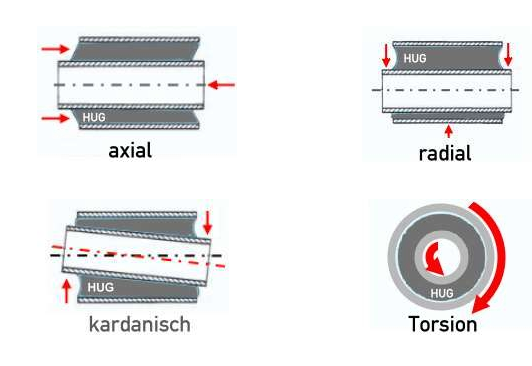 HUG
HUG
axial
radial
HUG
HUG
kardanisch
Torsion